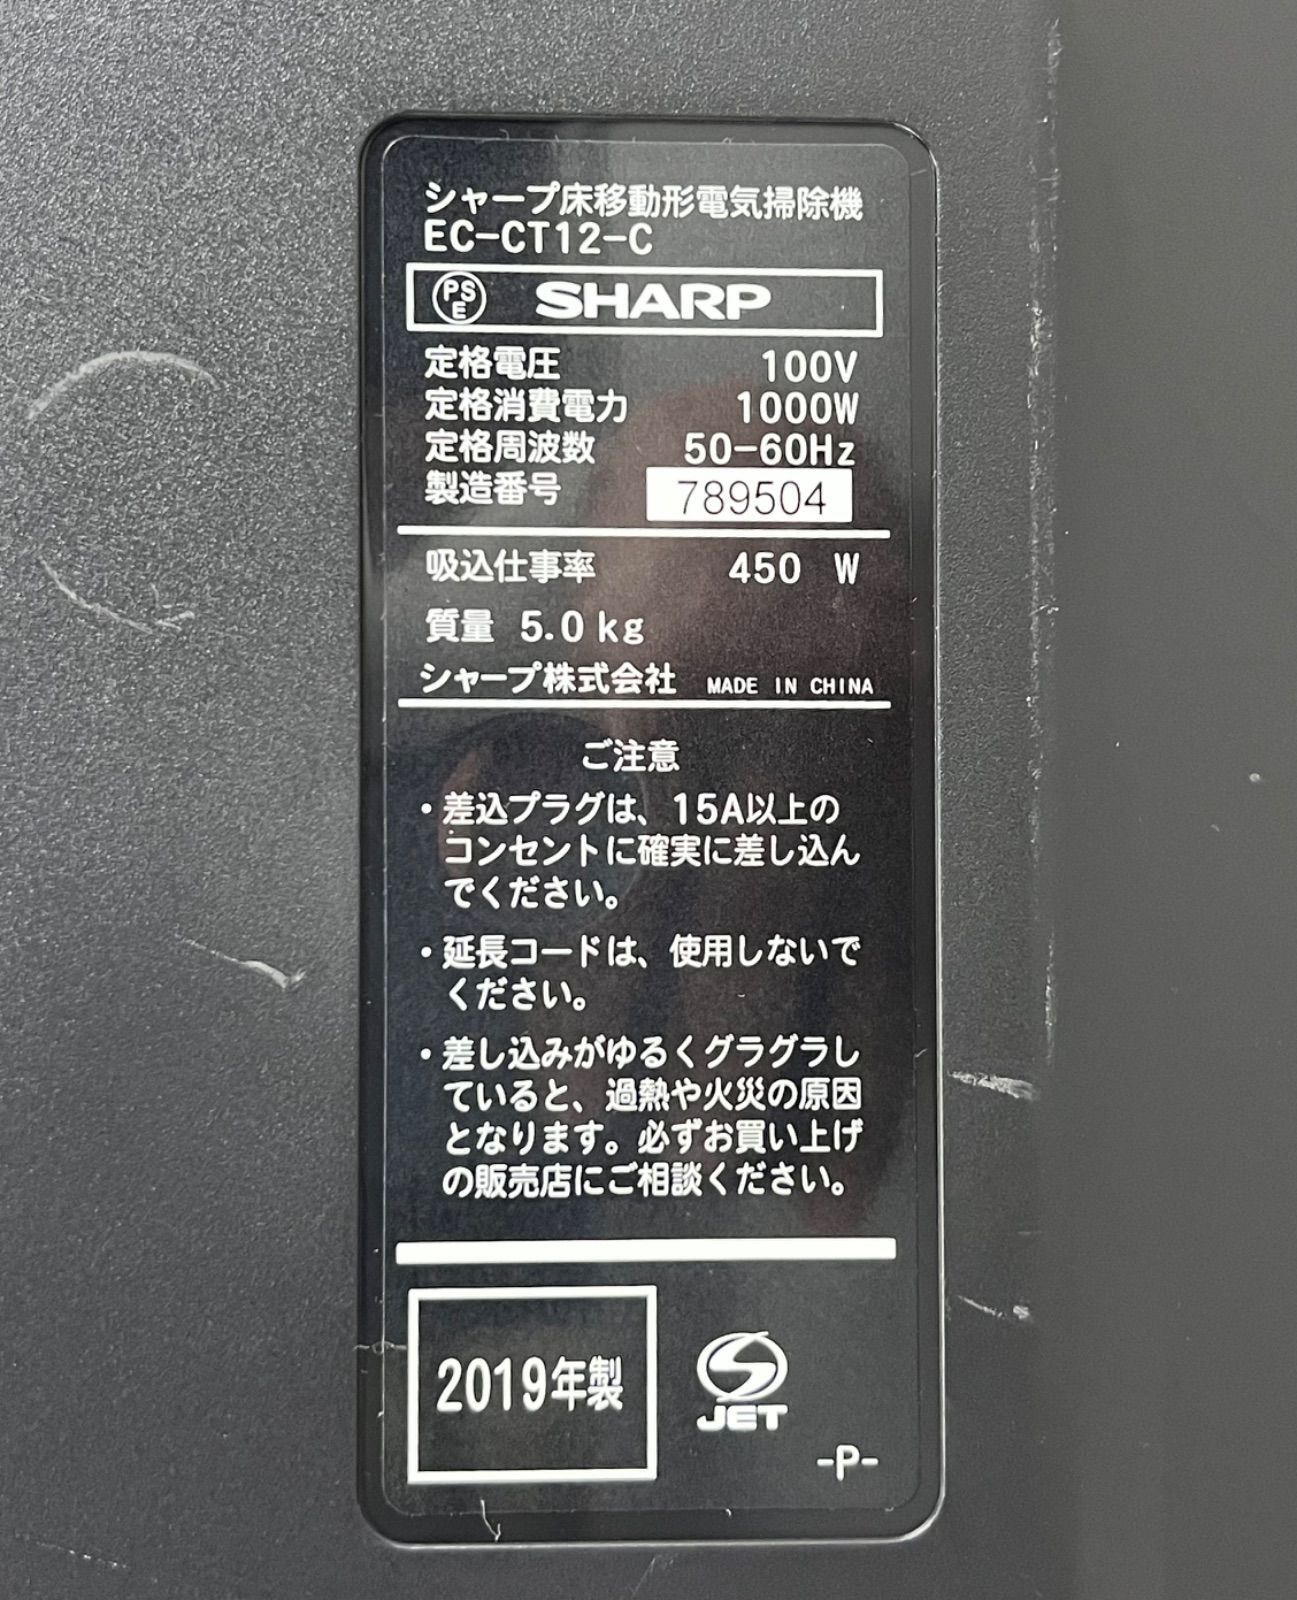 シャープ床移動形電気掃除機
EC-CT12-C
PS E SHARP
定格電圧 100V
定格消費電力 1000W
定格周波数 50-60Hz
製造番号 789504
吸込仕事率 450 W
質量 5.0kg
シャープ株式会社 MADE IN CHINA
ご注意
・差込プラグは、15A以上の
コンセントに確実に差し込ん
でください。
・延長コードは、使用しないで
ください。
・差し込みがゆるくグラグラし
ていると、過熱や火災の原因
となります。必ずお買い上げ
の販売店にご相談ください。
2019年製
JET
-P-